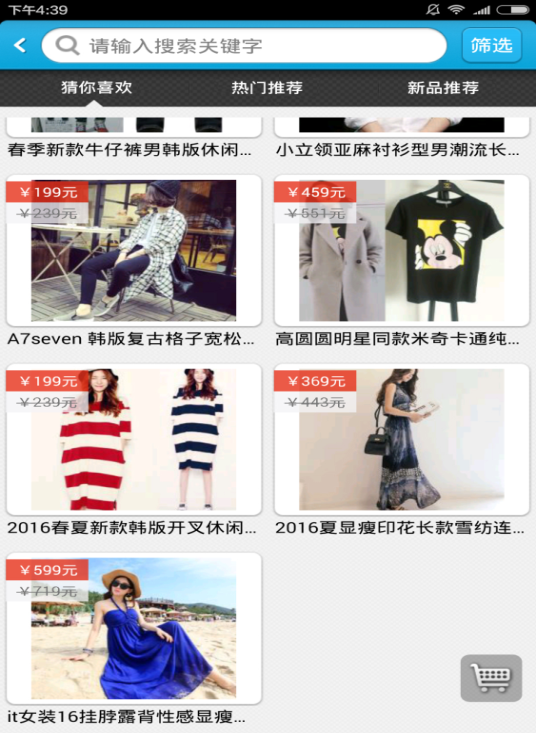 下午4:39
请输入搜索关键字
筛选
猜你喜欢
热门推荐
新品推荐
春季新款牛仔裤男韩版休闲...
小立领亚麻衬衫型男潮流长...
¥199元
¥239元
¥459元
¥551元
A7seven 韩版复古格子宽松...
高圆圆明星同款米奇卡通纯...
¥199元
¥239元
¥369元
¥443元
2016春夏新款韩版开叉休闲...
2016夏显瘦印花长款雪纺连...
¥599元
¥719元
it女装16挂脖露背性感显瘦...